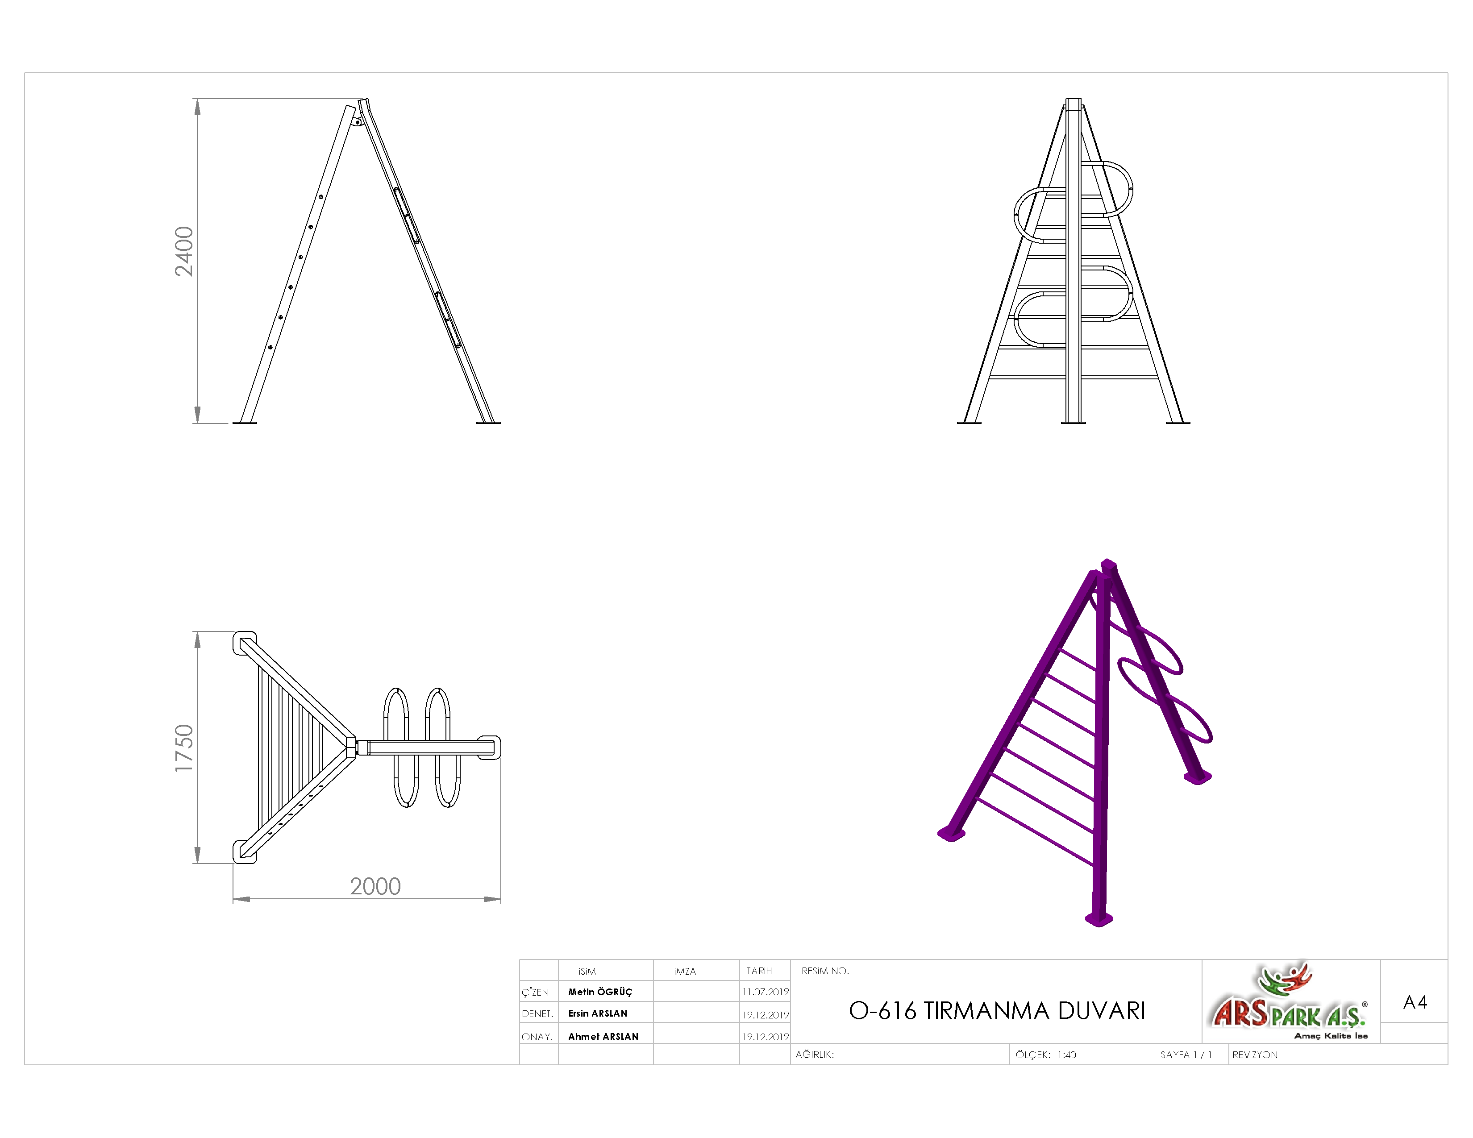 2400
1750
2000
İSİM
İMZA
TARİH
RESİM NO.
ÇİZEN.
Metin ÖGRÜÇ
11.07.2019
DENET.
Ersin ARSLAN
19.12.2019
ONAY.
Ahmet ARSLAN
19.12.2019
O-616 TIRMANMA DUVARI
ARSPARK A.Ş.®
Amaç Kalite İse
A4
AĞIRLIK:
ÖLÇEK: 1:40
SAYFA 1 / 1
REVİZYON